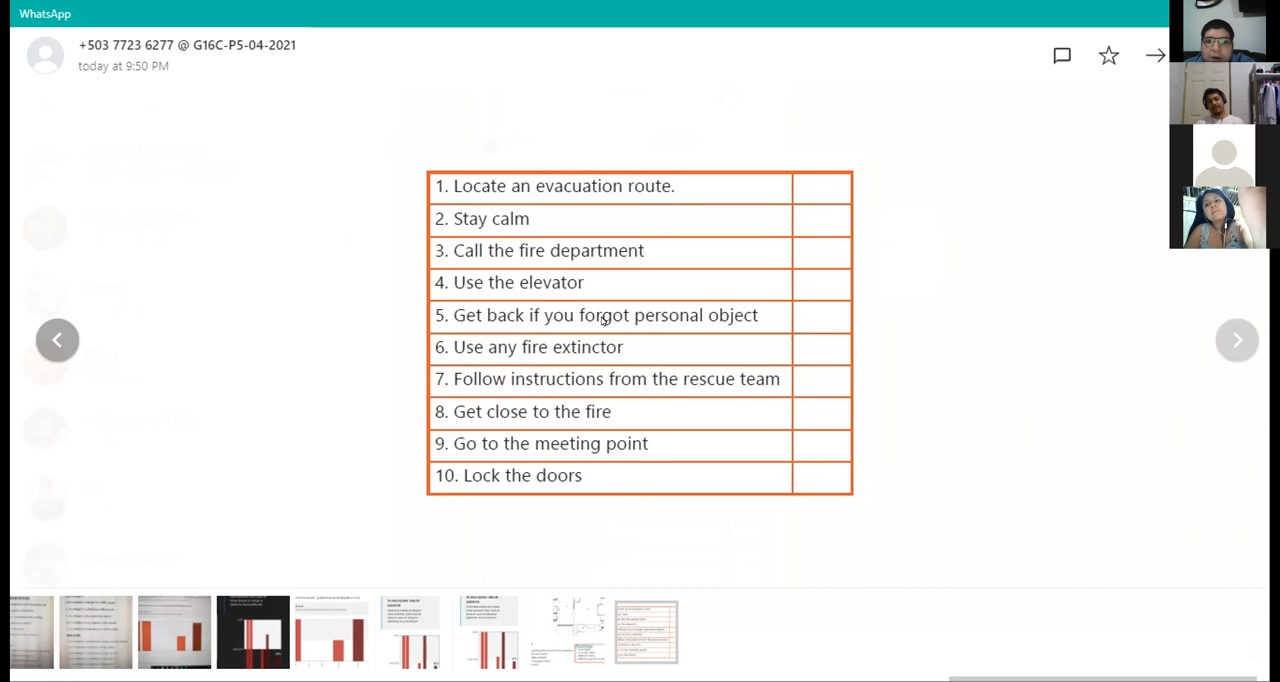 WhatsApp
+503 7723 6277 @ G16C-P5-04-2021
today at 9:50 PM
1. Locate an evacuation route.
2. Stay calm
3. Call the fire department
4. Use the elevator
5. Get back if you forgot personal object
6. Use any fire extinctor
7. Follow instructions from the rescue team
8. Get close to the fire
9. Go to the meeting point
10. Lock the doors